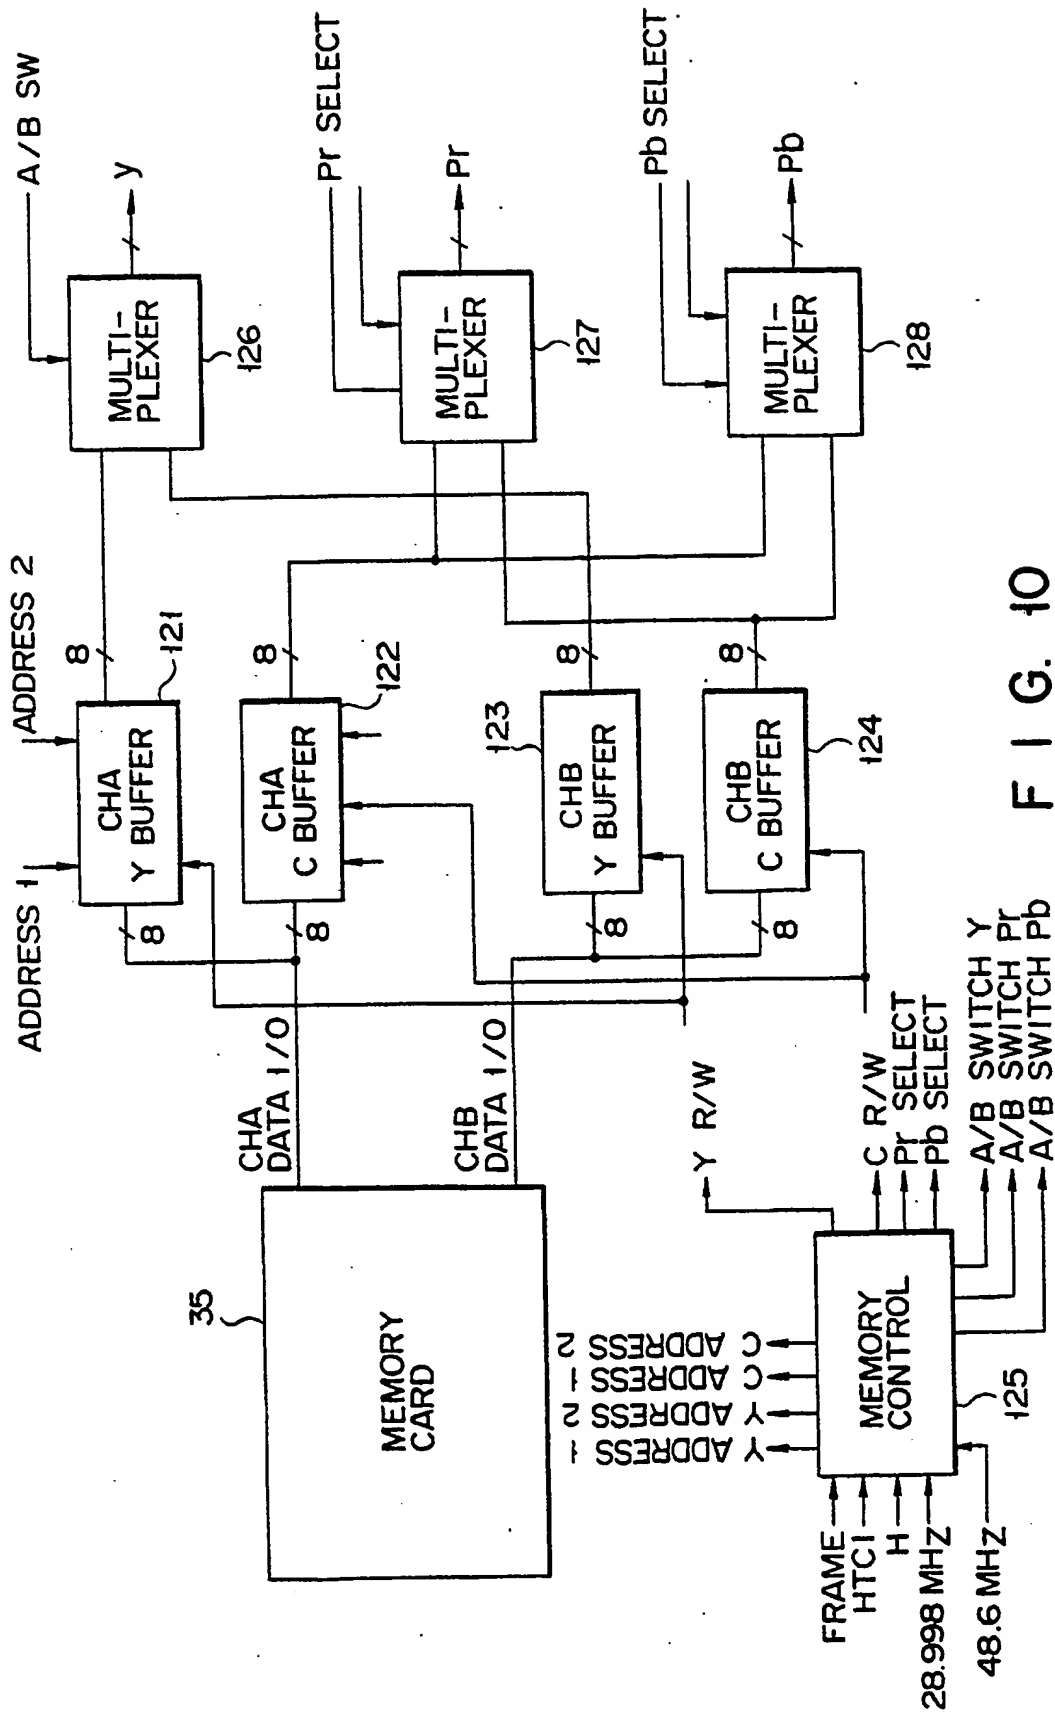 ADDRESS 1
ADDRESS 2
A/B SW
CHA
Y BUFFER
121
8
8
MULTI-
PLEXER
126
y
CHA
DATA I/O
CHA
C BUFFER
122
8
8
Pr SELECT
MULTI-
PLEXER
127
Pr
35
MEMORY
CARD
CHB
DATA I/O
CHB
Y BUFFER
123
8
8
Pb SELECT
MULTI-
PLEXER
128
Pb
CHB
C BUFFER
124
8
8
Y R/W
C R/W
Pr SELECT
Pb SELECT
A/B SWITCH Y
A/B SWITCH Pr
A/B SWITCH Pb
Y ADDRESS 1
Y ADDRESS 2
C ADDRESS 1
C ADDRESS 2
MEMORY
CONTROL
125
FRAME
HTCI
H
28.998 MHZ
48.6 MHZ
FIG. 10